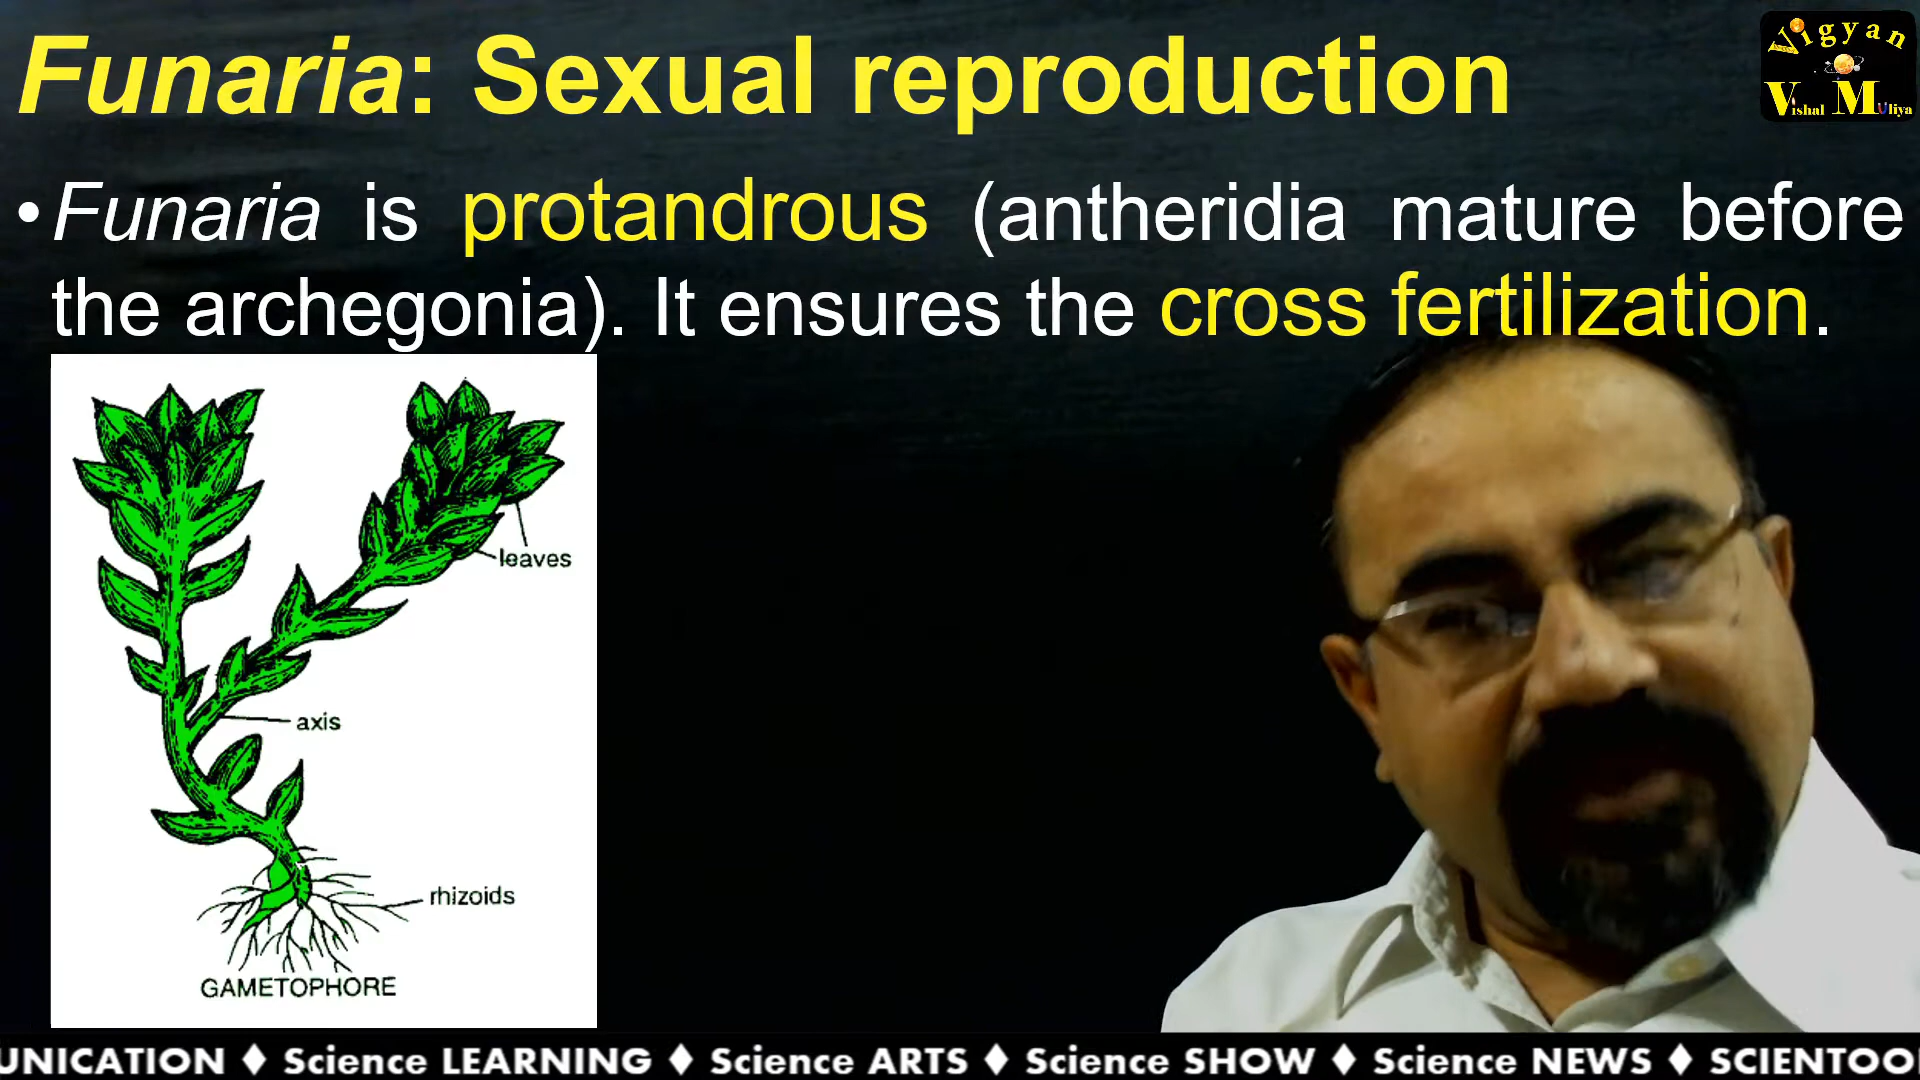 Funaria: Sexual reproduction
Vigyan
Vishal Muliya
•Funaria is protandrous (antheridia mature before
the archegonia). It ensures the cross fertilization.
leaves
axis
rhizoids
GAMETOPHORE
UNICATION ♦ Science LEARNING ♦ Science ARTS ♦ Science SHOW ♦ Science NEWS ♦ SCIENTOO